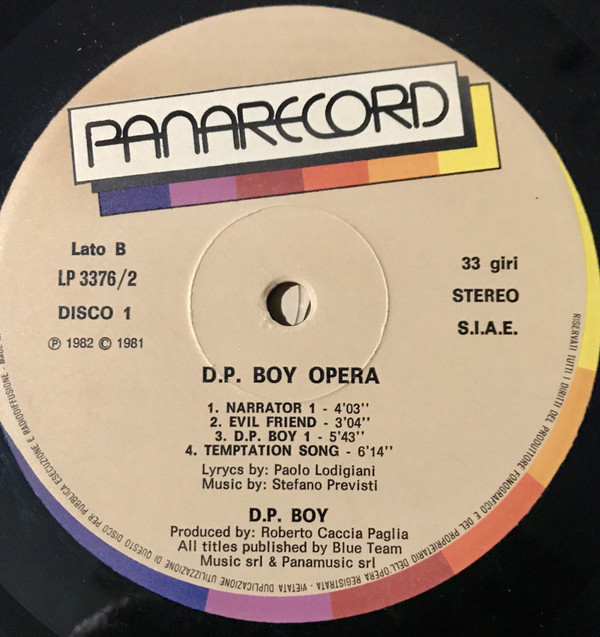 PANARECORD
Lato B
LP 3376/2
DISCO 1
℗ 1982 © 1981
33 giri
STEREO
S.I.A.E.
D.P. BOY OPERA
1. NARRATOR 1 - 4'03''
2. EVIL FRIEND - 3'04''
3. D.P. BOY 1 - 5'43''
4. TEMPTATION SONG - 6'14''
Lyrycs by: Paolo Lodigiani
Music by: Stefano Previsti
D.P. BOY
Produced by: Roberto Caccia Paglia
All titles published by Blue Team
Music srl & Panamusic srl
RISERVATI TUTTI I DIRITTI DEL PRODUTTORE FONOGRAFICO E DEL PROPRIETARIO DELL'OPERA REGISTRATA - VIETATA DUPLICAZIONE UTILIZZAZIONE DI QUESTO DISCO PER PUBBLICA ESECUZIONE E RADIODIFFUSIONE -